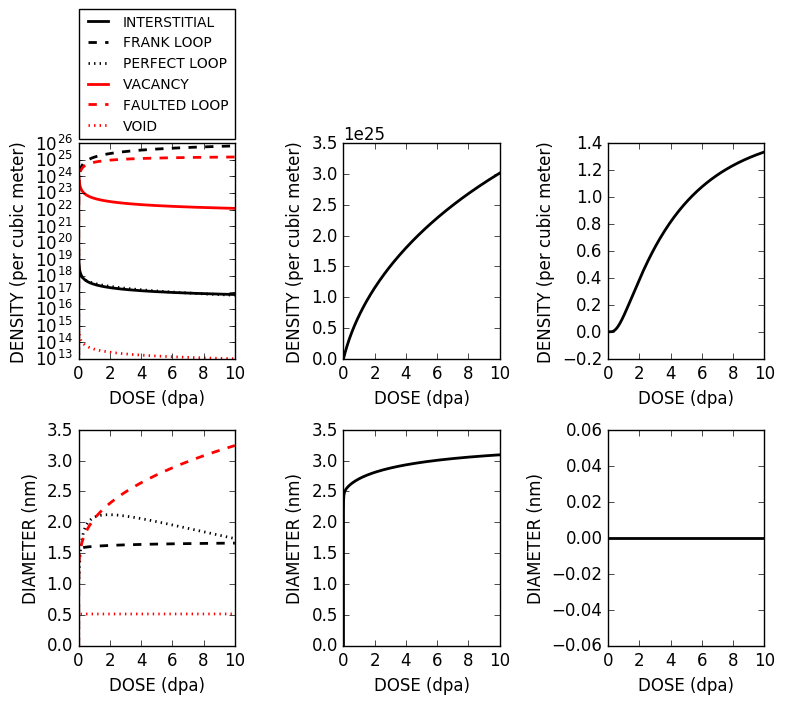 INTERSTITIAL
FRANK LOOP
PERFECT LOOP
VACANCY
FAULTED LOOP
VOID
DENSITY (per cubic meter)
10^26
10^25
10^24
10^23
10^22
10^21
10^20
10^19
10^18
10^17
10^16
10^15
10^14
10^13
0 2 4 6 8 10
DOSE (dpa)
1e25
DENSITY (per cubic meter)
3.5
3.0
2.5
2.0
1.5
1.0
0.5
0.0
0 2 4 6 8 10
DOSE (dpa)
DENSITY (per cubic meter)
1.4
1.2
1.0
0.8
0.6
0.4
0.2
0.0
−0.2
0 2 4 6 8 10
DOSE (dpa)
DIAMETER (nm)
3.5
3.0
2.5
2.0
1.5
1.0
0.5
0.0
0 2 4 6 8 10
DOSE (dpa)
DIAMETER (nm)
3.5
3.0
2.5
2.0
1.5
1.0
0.5
0.0
0 2 4 6 8 10
DOSE (dpa)
DIAMETER (nm)
0.06
0.04
0.02
0.00
−0.02
−0.04
−0.06
0 2 4 6 8 10
DOSE (dpa)